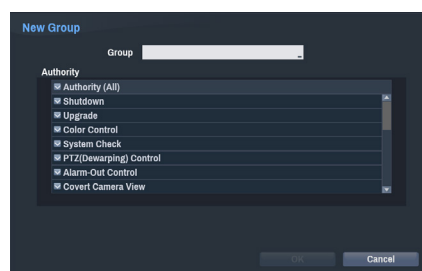 New Group
Group
Authority
Authority (All)
Shutdown
Upgrade
Color Control
System Check
PTZ(Dewarping) Control
Alarm-Out Control
Covert Camera View
OK Cancel